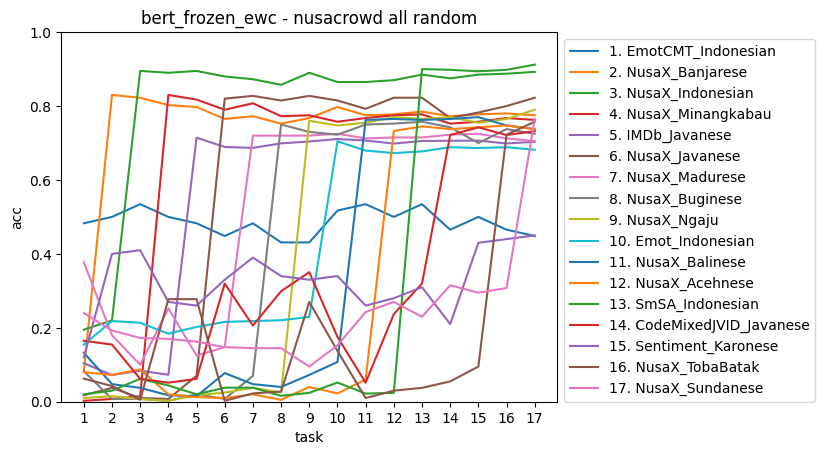 bert_frozen_ewc - nusacrowd all random
1.0
0.8
0.6
0.4
0.2
0.0
acc
1 2 3 4 5 6 7 8 9 10 11 12 13 14 15 16 17
task
1. EmotCMT_Indonesian
2. NusaX_Banjarese
3. NusaX_Indonesian
4. NusaX_Minangkabau
5. IMDb_Javanese
6. NusaX_Javanese
7. NusaX_Madurese
8. NusaX_Buginese
9. NusaX_Ngaju
10. Emot_Indonesian
11. NusaX_Balinese
12. NusaX_Acehnese
13. SmSA_Indonesian
14. CodeMixedJVID_Javanese
15. Sentiment_Karonese
16. NusaX_TobaBatak
17. NusaX_Sundanese